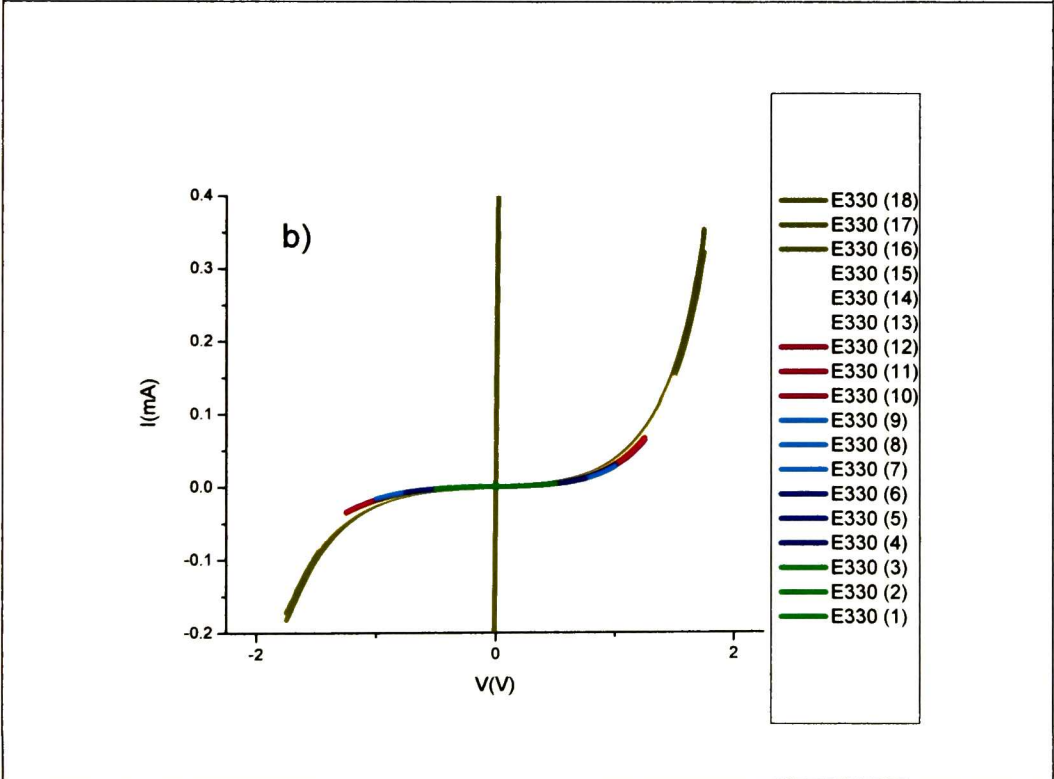 b)
0.4
0.3
0.2
0.1
0.0
-0.1
-0.2
I(mA)
-2
0
2
V(V)
E330 (18)
E330 (17)
E330 (16)
E330 (15)
E330 (14)
E330 (13)
E330 (12)
E330 (11)
E330 (10)
E330 (9)
E330 (8)
E330 (7)
E330 (6)
E330 (5)
E330 (4)
E330 (3)
E330 (2)
E330 (1)